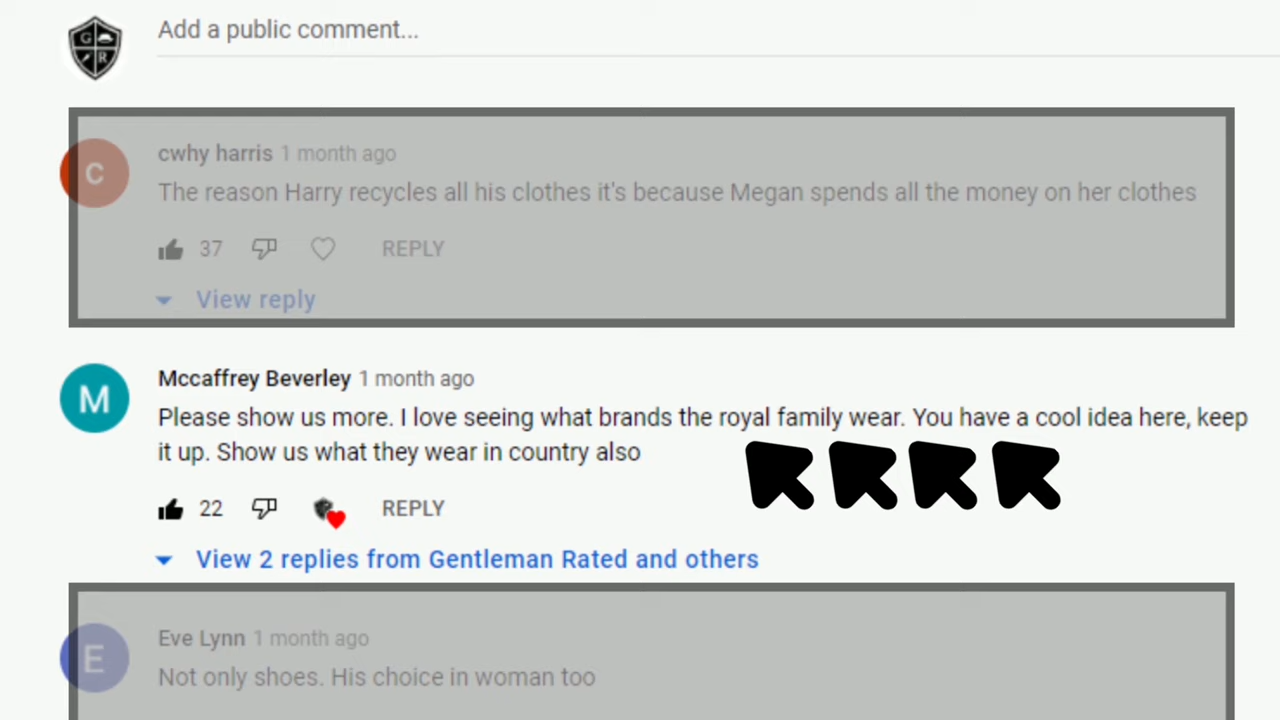 G
R
Add a public comment...
C
cwhy harris 1 month ago
The reason Harry recycles all his clothes it's because Megan spends all the money on her clothes
37 REPLY
View reply
M
Mccaffrey Beverley 1 month ago
Please show us more. I love seeing what brands the royal family wear. You have a cool idea here, keep
it up. Show us what they wear in country also
22 REPLY
View 2 replies from Gentleman Rated and others
E
Eve Lynn 1 month ago
Not only shoes. His choice in woman too